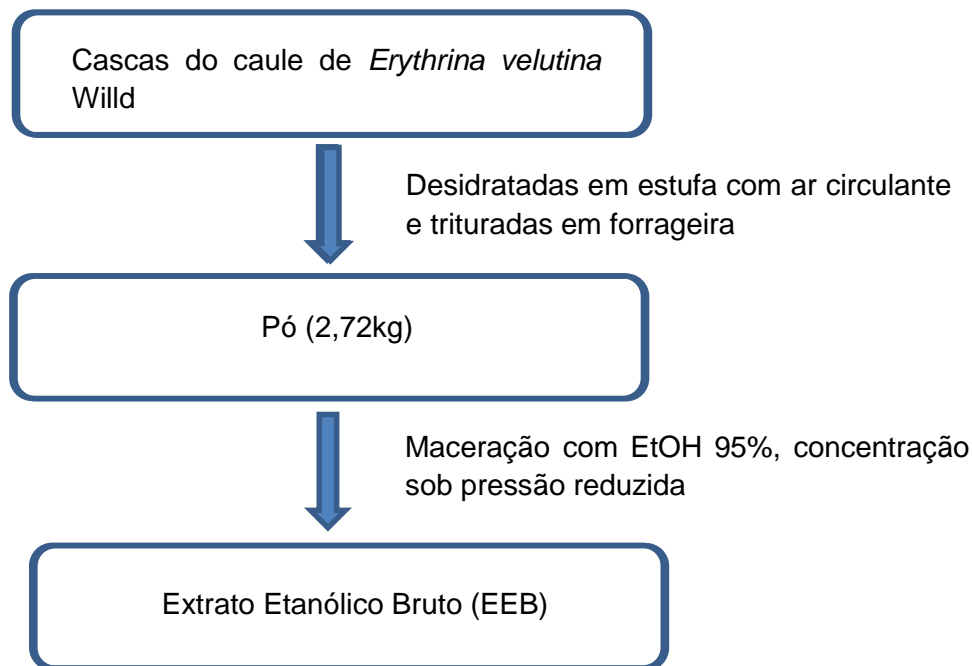 Cascas do caule de Erythrina velutina
Willd
Desidratadas em estufa com ar circulante
e trituradas em forrageira
Pó (2,72kg)
Maceração com EtOH 95%, concentração
sob pressão reduzida
Extrato Etanólico Bruto (EEB)